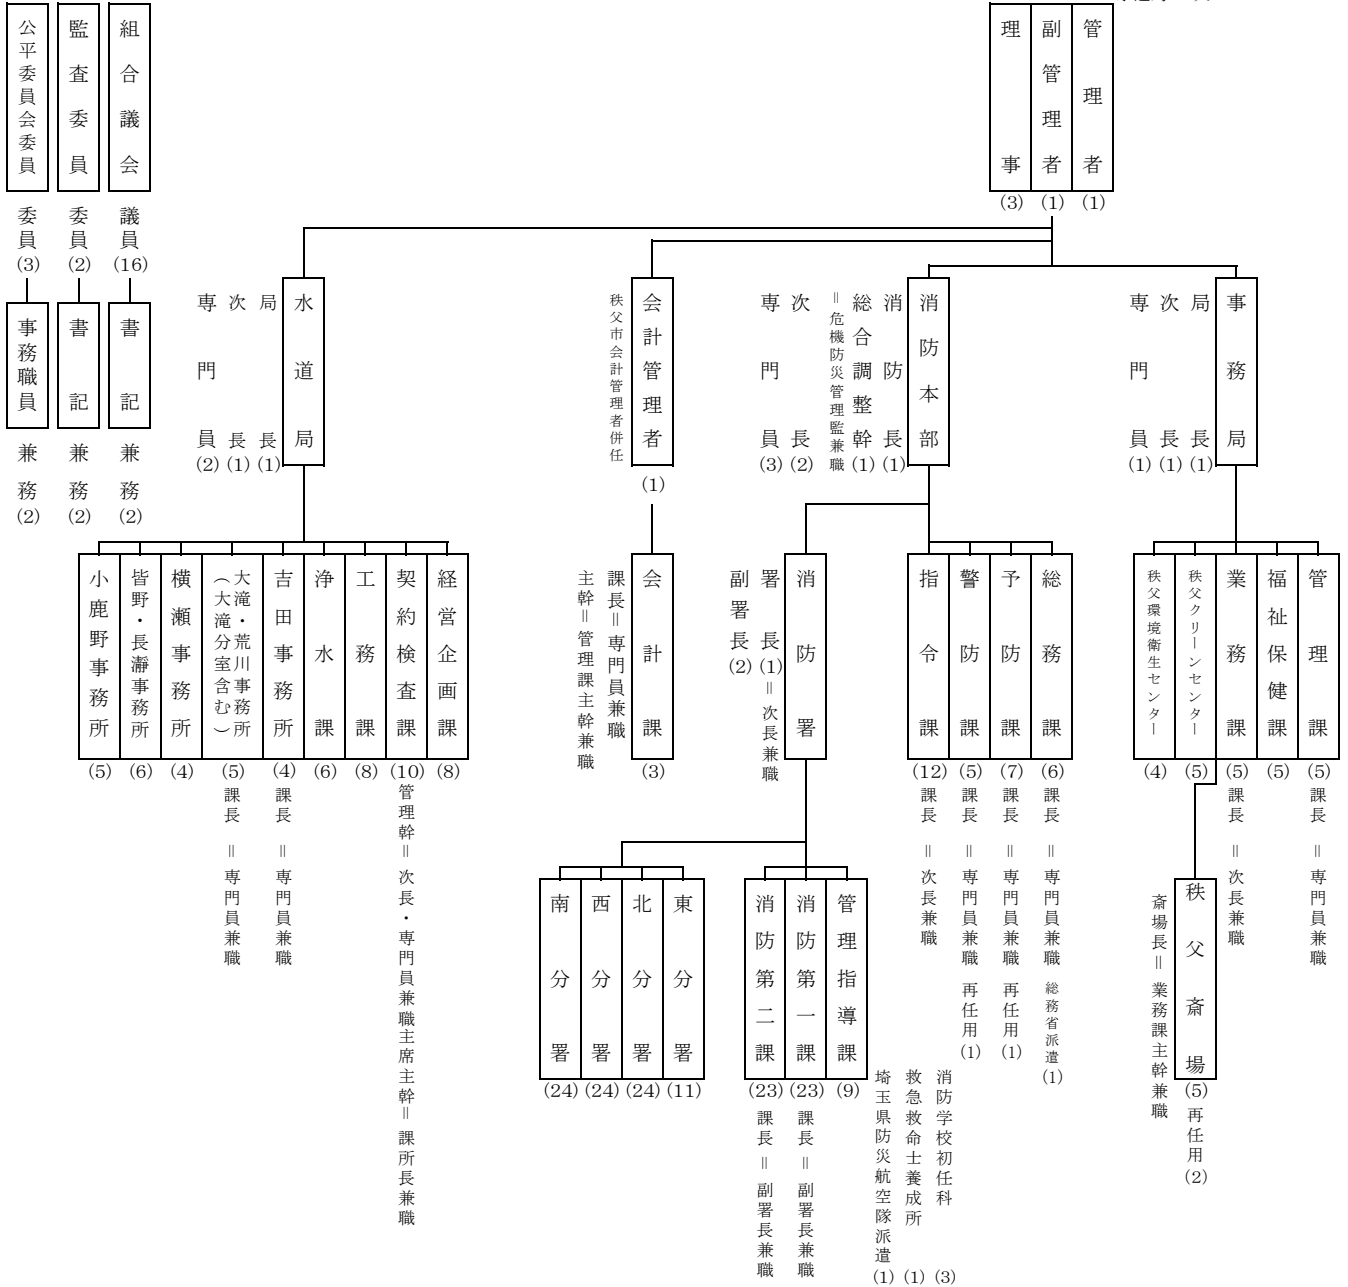 管理者
(1)
副管理者
(1)
理事
(3)
組合議会
議員
(16)
書記
兼務
(2)
監査委員
委員
(2)
書記
兼務
(2)
公平委員会委員
委員
(3)
事務職員
兼務
(2)
事務局
局長
(1)
次長
(1)
専門員
(1)
消防本部
消防長
(1)
総合調整幹
(1)
＝危機防災管理監兼職
次長
(2)
専門員
(3)
会計管理者
(1)
秩父市会計管理者併任
水道局
局長
(1)
次長
(1)
専門員
(2)
管理課
(5)
課長＝専門員兼職
福祉保健課
(5)
業務課
(5)
課長＝次長兼職
秩父クリーンセンター
(5)
秩父環境衛生センター
(4)
秩父斎場
(5)
再任用
(2)
斎場長＝業務課主幹兼職
総務課
(6)
課長＝専門員兼職
総務省派遣
(1)
予防課
(7)
課長＝専門員兼職
再任用
(1)
警防課
(5)
課長＝専門員兼職
再任用
(1)
指令課
(12)
課長＝次長兼職
消防署
署長(1)＝次長兼職
副署長
(2)
管理指導課
(9)
消防学校初任科
(3)
救急救命士養成所
(1)
埼玉県防災航空隊派遣
(1)
消防第一課
(23)
課長＝副署長兼職
消防第二課
(23)
課長＝副署長兼職
東分署
(11)
北分署
(24)
西分署
(24)
南分署
(24)
会計課
(3)
課長＝専門員兼職
主幹＝管理課主幹兼職
経営企画課
(8)
契約検査課
(10)
管理幹＝次長・専門員兼職主席主幹＝課所長兼職
工務課
(8)
浄水課
(6)
吉田事務所
(4)
課長＝専門員兼職
大滝・荒川事務所
（大滝分室含む）
(5)
課長＝専門員兼職
横瀬事務所
(4)
皆野・長瀞事務所
(6)
小鹿野事務所
(5)